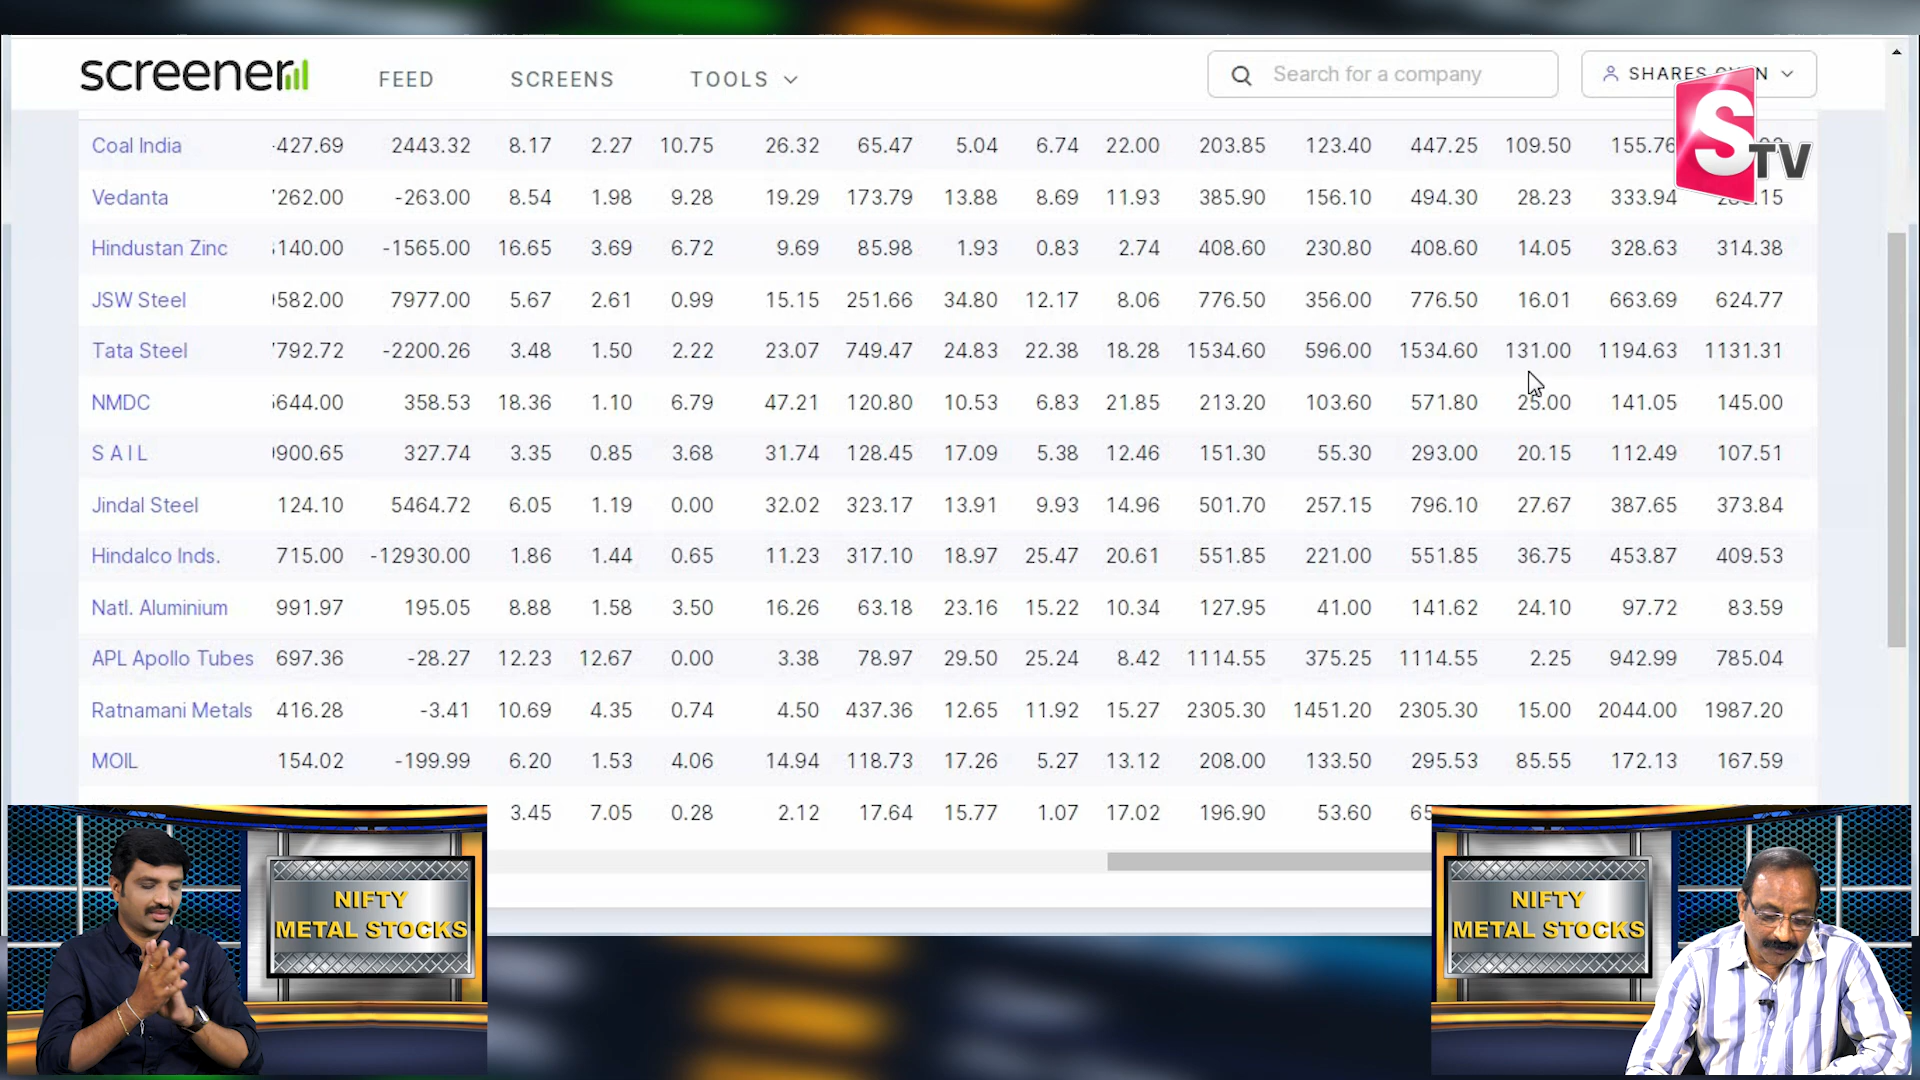 screener FEED SCREENS TOOLS Search for a company SHARES
STV
Coal India 427.69 2443.32 8.17 2.27 10.75 26.32 65.47 5.04 6.74 22.00 203.85 123.40 447.25 109.50 155.76
Vedanta 262.00 -263.00 8.54 1.98 9.28 19.29 173.79 13.88 8.69 11.93 385.90 156.10 494.30 28.23 333.94
Hindustan Zinc 140.00 -1565.00 16.65 3.69 6.72 9.69 85.98 1.93 0.83 2.74 408.60 230.80 408.60 14.05 328.63 314.38
JSW Steel 582.00 7977.00 5.67 2.61 0.99 15.15 251.66 34.80 12.17 8.06 776.50 356.00 776.50 16.01 663.69 624.77
Tata Steel 792.72 -2200.26 3.48 1.50 2.22 23.07 749.47 24.83 22.38 18.28 1534.60 596.00 1534.60 131.00 1194.63 1131.31
NMDC 644.00 358.53 18.36 1.10 6.79 47.21 120.80 10.53 6.83 21.85 213.20 103.60 571.80 25.00 141.05 145.00
S A I L 900.65 327.74 3.35 0.85 3.68 31.74 128.45 17.09 5.38 12.46 151.30 55.30 293.00 20.15 112.49 107.51
Jindal Steel 124.10 5464.72 6.05 1.19 0.00 32.02 323.17 13.91 9.93 14.96 501.70 257.15 796.10 27.67 387.65 373.84
Hindalco Inds. 715.00 -12930.00 1.86 1.44 0.65 11.23 317.10 18.97 25.47 20.61 551.85 221.00 551.85 36.75 453.87 409.53
Natl. Aluminium 991.97 195.05 8.88 1.58 3.50 16.26 63.18 23.16 15.22 10.34 127.95 41.00 141.62 24.10 97.72 83.59
APL Apollo Tubes 697.36 -28.27 12.23 12.67 0.00 3.38 78.97 29.50 25.24 8.42 1114.55 375.25 1114.55 2.25 942.99 785.04
Ratnamani Metals 416.28 -3.41 10.69 4.35 0.74 4.50 437.36 12.65 11.92 15.27 2305.30 1451.20 2305.30 15.00 2044.00 1987.20
MOIL 154.02 -199.99 6.20 1.53 4.06 14.94 118.73 17.26 5.27 13.12 208.00 133.50 295.53 85.55 172.13 167.59
3.45 7.05 0.28 2.12 17.64 15.77 1.07 17.02 196.90 53.60
NIFTY
METAL STOCKS
NIFTY
METAL STOCKS